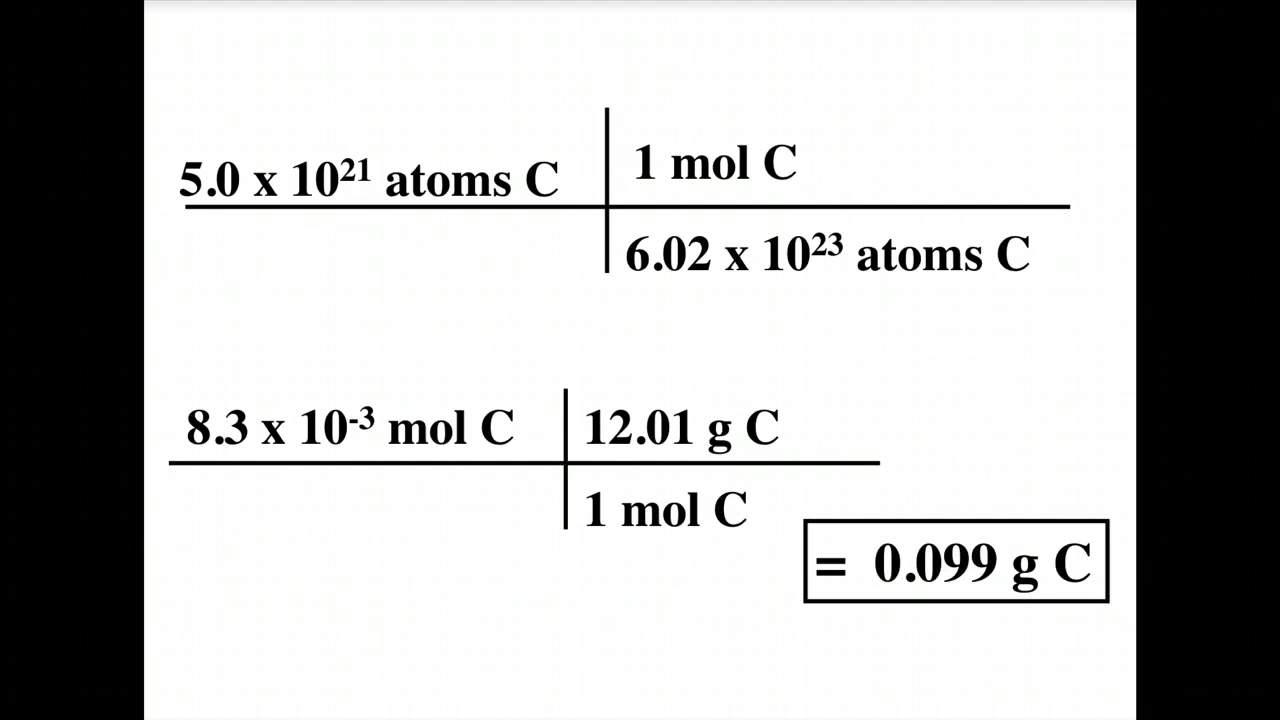 5.0 x 10²¹ atoms C
1 mol C
6.02 x 10²³ atoms C
8.3 x 10⁻³ mol C
12.01 g C
1 mol C
= 0.099 g C